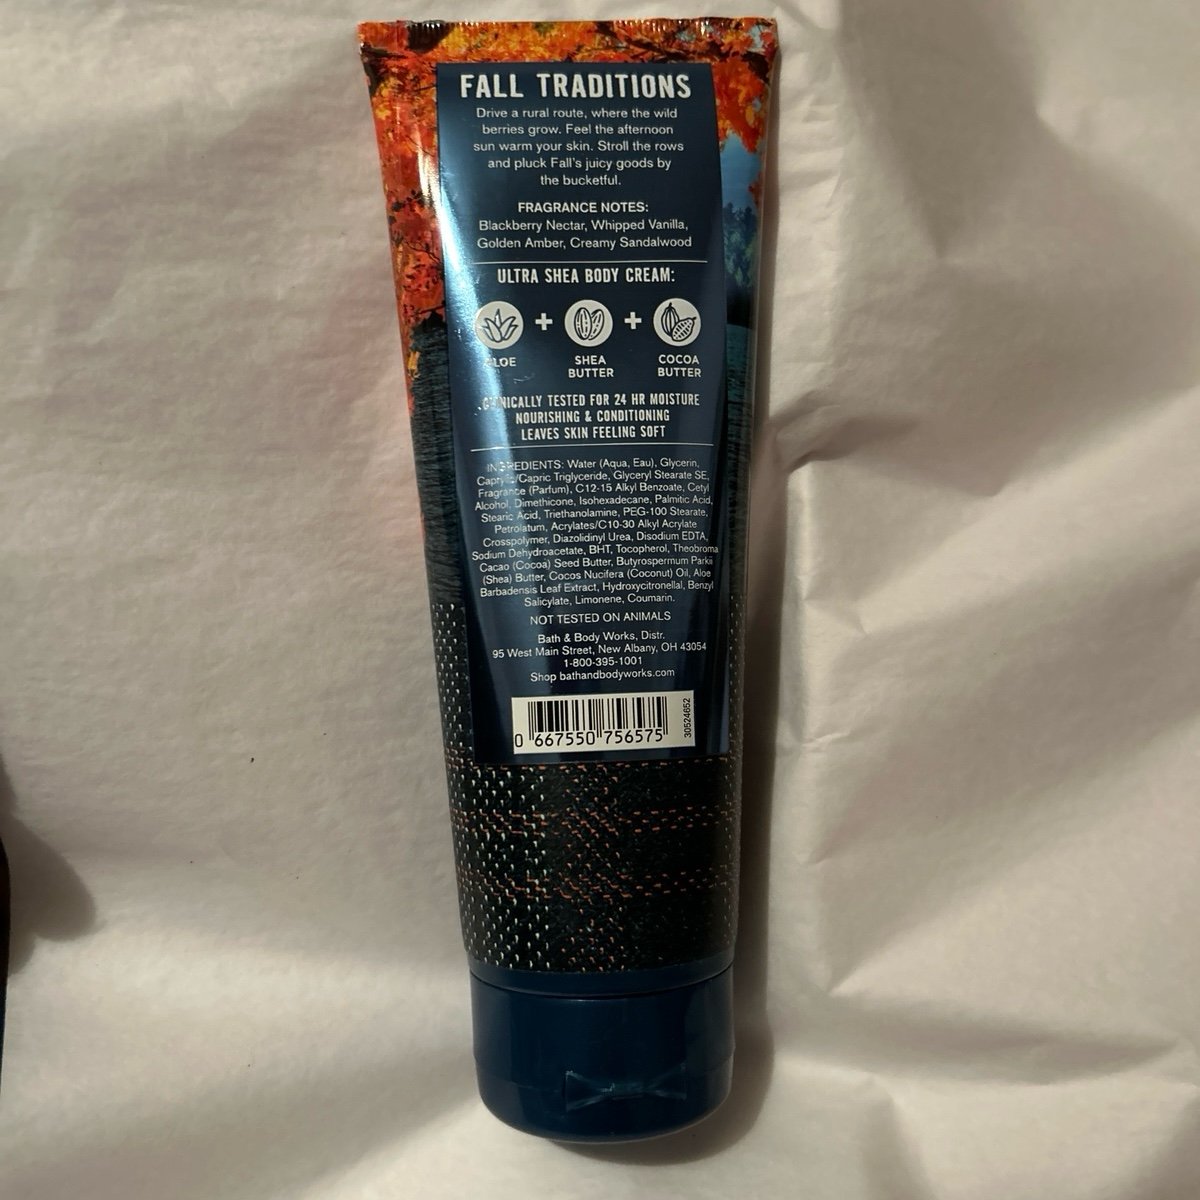 FALL TRADITIONS
Drive a rural route, where the wild
berries grow. Feel the afternoon
sun warm your skin. Stroll the rows
and pluck Fall's juicy goods by
the bucketful.
FRAGRANCE NOTES:
Blackberry Nectar, Whipped Vanilla,
Golden Amber, Creamy Sandalwood
ULTRA SHEA BODY CREAM:
+ +
ALOE SHEA BUTTER COCOA BUTTER
CLINICALLY TESTED FOR 24 HR MOISTURE
NOURISHING & CONDITIONING
LEAVES SKIN FEELING SOFT
INGREDIENTS: Water (Aqua, Eau), Glycerin,
Caprylic/Capric Triglyceride, Glyceryl Stearate SE,
Fragrance (Parfum), C12-15 Alkyl Benzoate, Cetyl
Alcohol, Dimethicone, Isohexadecane, Palmitic Acid,
Stearic Acid, Triethanolamine, PEG-100 Stearate,
Petrolatum, Acrylates/C10-30 Alkyl Acrylate
Crosspolymer, Diazolidinyl Urea, Disodium EDTA,
Sodium Dehydroacetate, BHT, Tocopherol, Theobroma
Cacao (Cocoa) Seed Butter, Butyrospermum Parkii
(Shea) Butter, Cocos Nucifera (Coconut) Oil, Aloe
Barbadensis Leaf Extract, Hydroxycitronellal, Benzyl
Salicylate, Limonene, Coumarin.
NOT TESTED ON ANIMALS
Bath & Body Works, Distr.
95 West Main Street, New Albany, OH 43054
1-800-395-1001
Shop bathandbodyworks.com
0 667550 756575
30524652